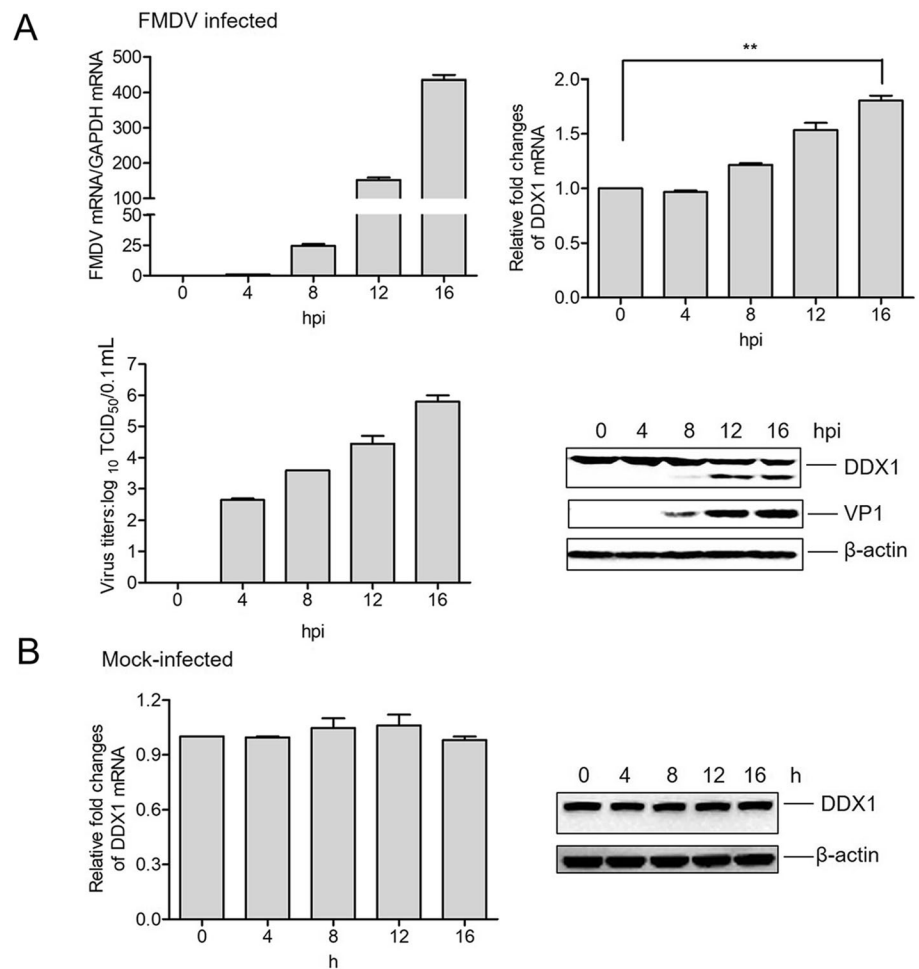 A
FMDV infected
FMDV mRNA/GAPDH mRNA
500
400
300
200
100
50
25
0
0 4 8 12 16
hpi
**
Relative fold changes
of DDX1 mRNA
2.0
1.5
1.0
0.5
0.0
0 4 8 12 16
hpi
Virus titers:log 10 TCID50/0.1mL
7
6
5
4
3
2
1
0
0 4 8 12 16
hpi
0 4 8 12 16 hpi
DDX1
VP1
β-actin
B
Mock-infected
Relative fold changes
of DDX1 mRNA
1.2
0.9
0.6
0.3
0.0
0 4 8 12 16
h
0 4 8 12 16 h
DDX1
β-actin